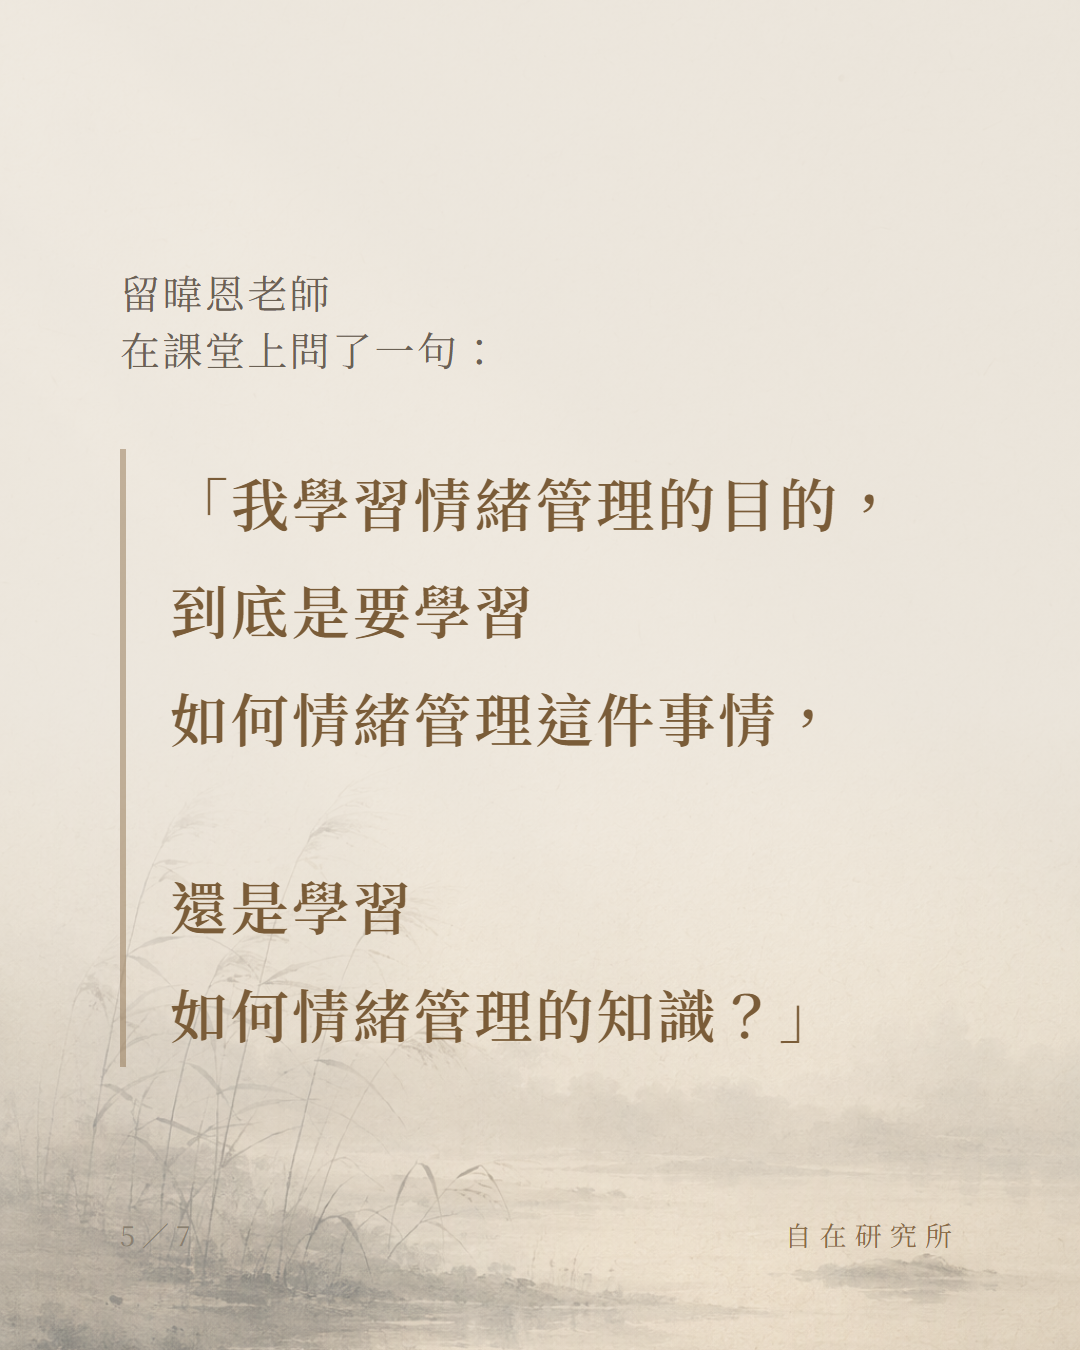 留暐恩老師
在課堂上問了一句：
「我學習情緒管理的目的，
到底是要學習
如何情緒管理這件事情，
還是學習
如何情緒管理的知識？」
5／7
自在研究所